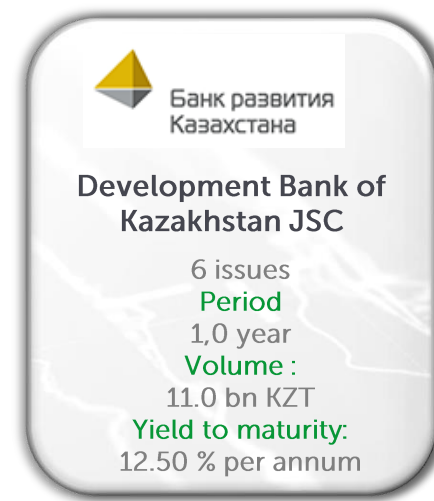 Банк развития
Казахстана
Development Bank of
Kazakhstan JSC
6 issues
Period
1,0 year
Volume :
11.0 bn KZT
Yield to maturity:
12.50 % per annum